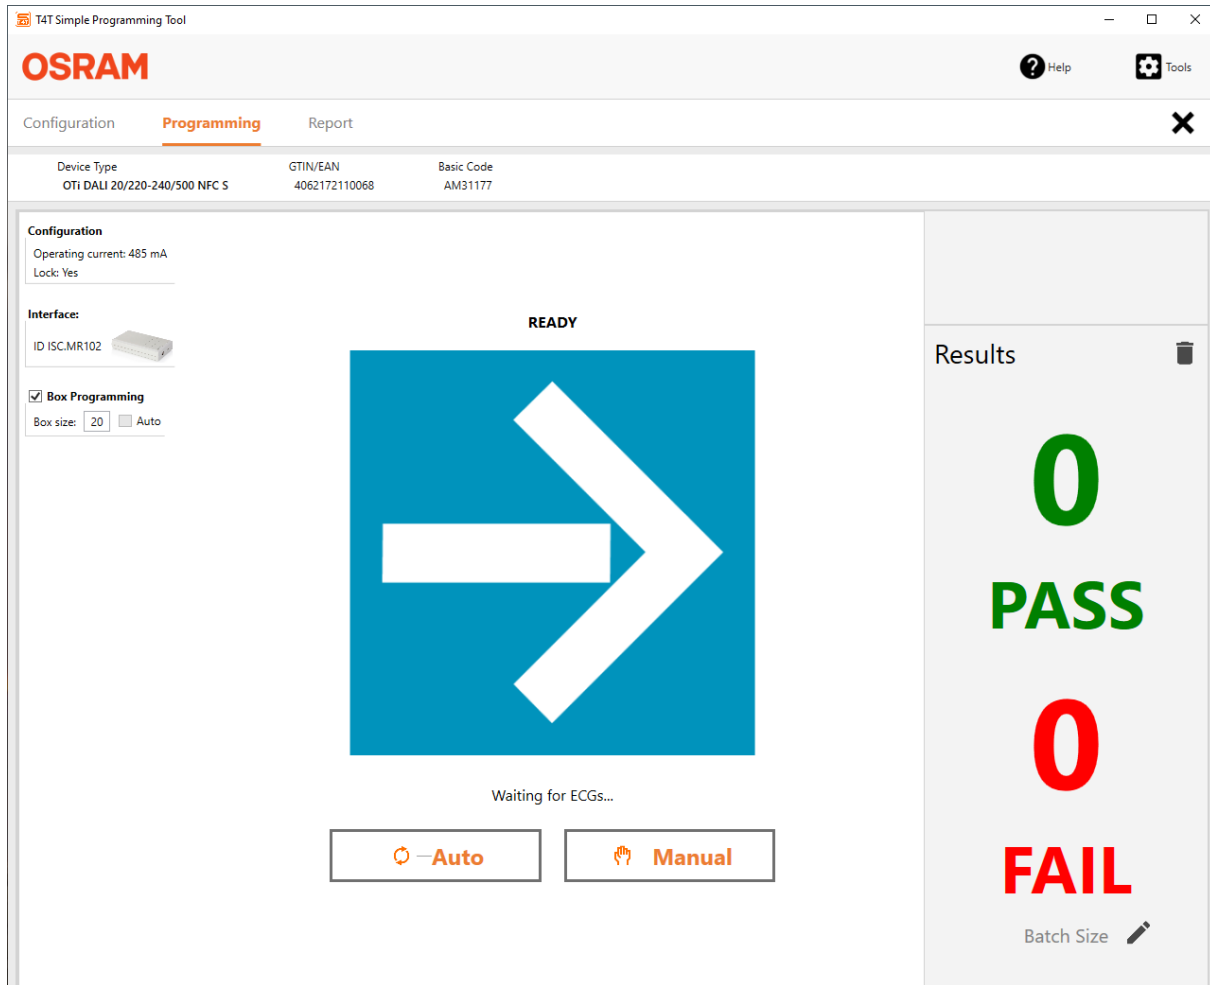 T4T Simple Programming Tool
OSRAM
Help
Tools
Configuration Programming Report
Device Type GTIN/EAN Basic Code
OTi DALI 20/220-240/500 NFC S 4062172110068 AM31177
Configuration
Operating current: 485 mA
Lock: Yes
Interface:
ID ISC.MR102
Box Programming
Box size: 20 Auto
READY
Waiting for ECGs...
Auto
Manual
Results
0
PASS
0
FAIL
Batch Size